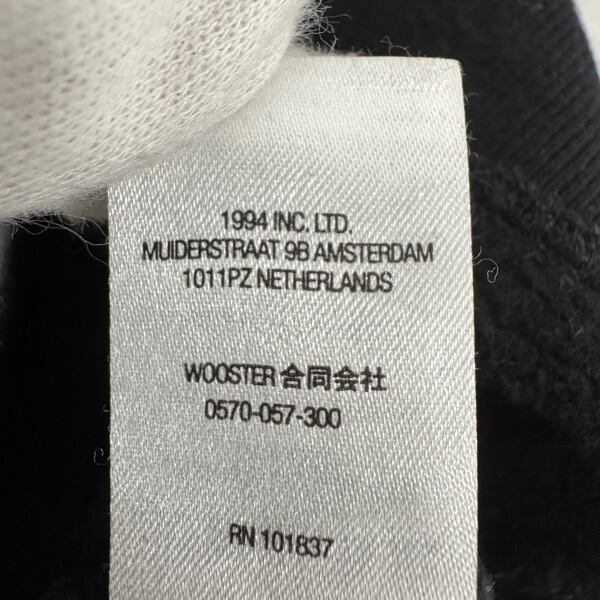 1994 INC. LTD.
MUIDERSTRAAT 9B AMSTERDAM
1011PZ NETHERLANDS
WOOSTER 合同会社
0570-057-300
RN 101837